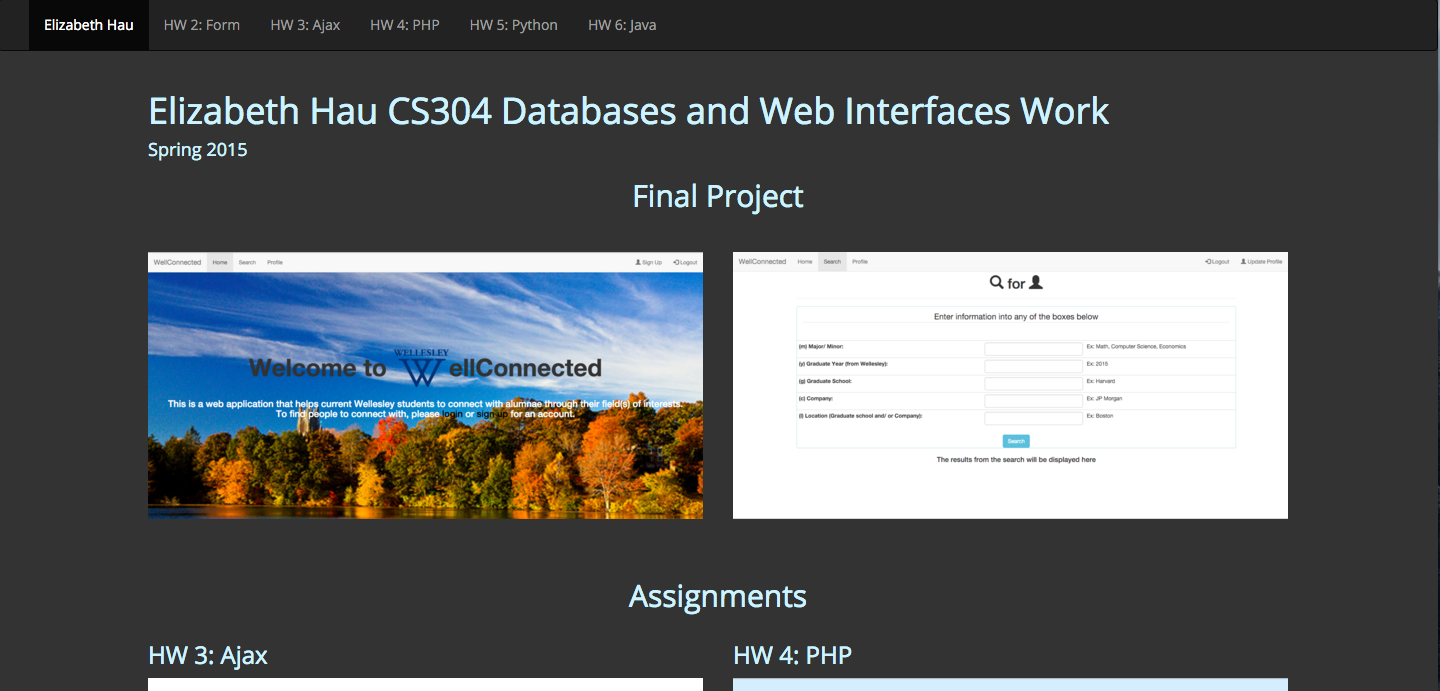 Elizabeth Hau HW 2: Form HW 3: Ajax HW 4: PHP HW 5: Python HW 6: Java
Elizabeth Hau CS304 Databases and Web Interfaces Work
Spring 2015
Final Project
WellConnected Home Search Profile Sign Up Logout
WELLESLEY
Welcome to W ellConnected
This is a web application that helps current Wellesley students to connect with alumnae through their field(s) of interests.
To find people to connect with, please login or sign up for an account.
WellConnected Home Search Profile Logout Update Profile
for
Enter information into any of the boxes below
(m) Major/ Minor: Ex: Math, Computer Science, Economics
(y) Graduate Year (from Wellesley): Ex: 2015
(g) Graduate School: Ex: Harvard
(c) Company: Ex: JP Morgan
(l) Location (Graduate school and/ or Company): Ex: Boston
Search
The results from the search will be displayed here
Assignments
HW 3: Ajax
HW 4: PHP